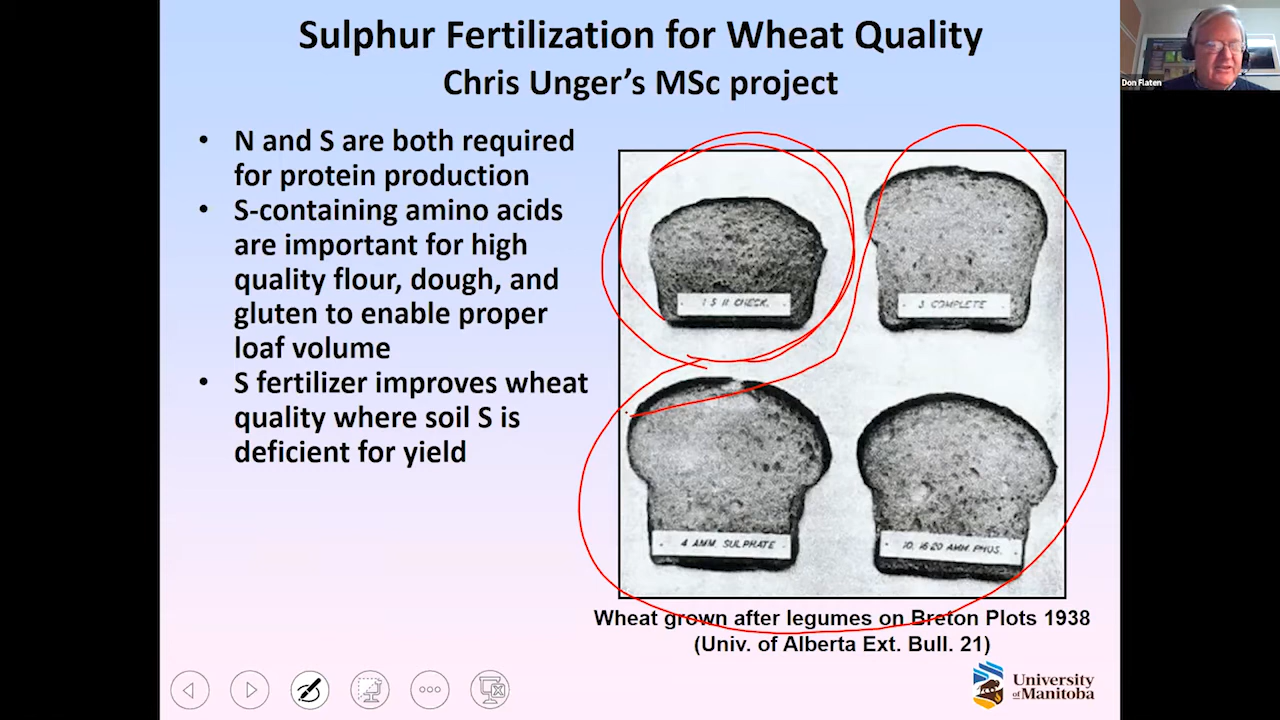 Sulphur Fertilization for Wheat Quality
Chris Unger's MSc project
Don Flaten
• N and S are both required
for protein production
• S-containing amino acids
are important for high
quality flour, dough, and
gluten to enable proper
loaf volume
• S fertilizer improves wheat
quality where soil S is
deficient for yield
1 & 11 CHECK.
3 COMPLETE
4 AMM. SULPHATE
10. 16-20 AMM. PHOS.
Wheat grown after legumes on Breton Plots 1938
(Univ. of Alberta Ext. Bull. 21)
University
of Manitoba